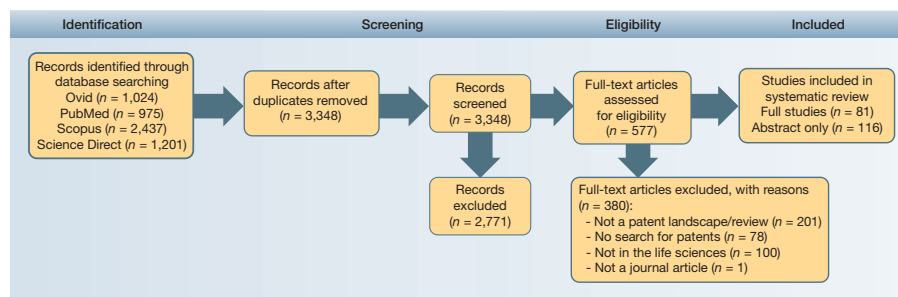 Identification
Screening
Eligibility
Included
Records identified through
database searching
Ovid (n = 1,024)
PubMed (n = 975)
Scopus (n = 2,437)
Science Direct (n = 1,201)
Records after
duplicates removed
(n = 3,348)
Records
screened
(n = 3,348)
Records
excluded
(n = 2,771)
Full-text articles
assessed
for eligibility
(n = 577)
Full-text articles excluded, with reasons
(n = 380):
- Not a patent landscape/review (n = 201)
- No search for patents (n = 78)
- Not in the life sciences (n = 100)
- Not a journal article (n = 1)
Studies included in
systematic review
Full studies (n = 81)
Abstract only (n = 116)